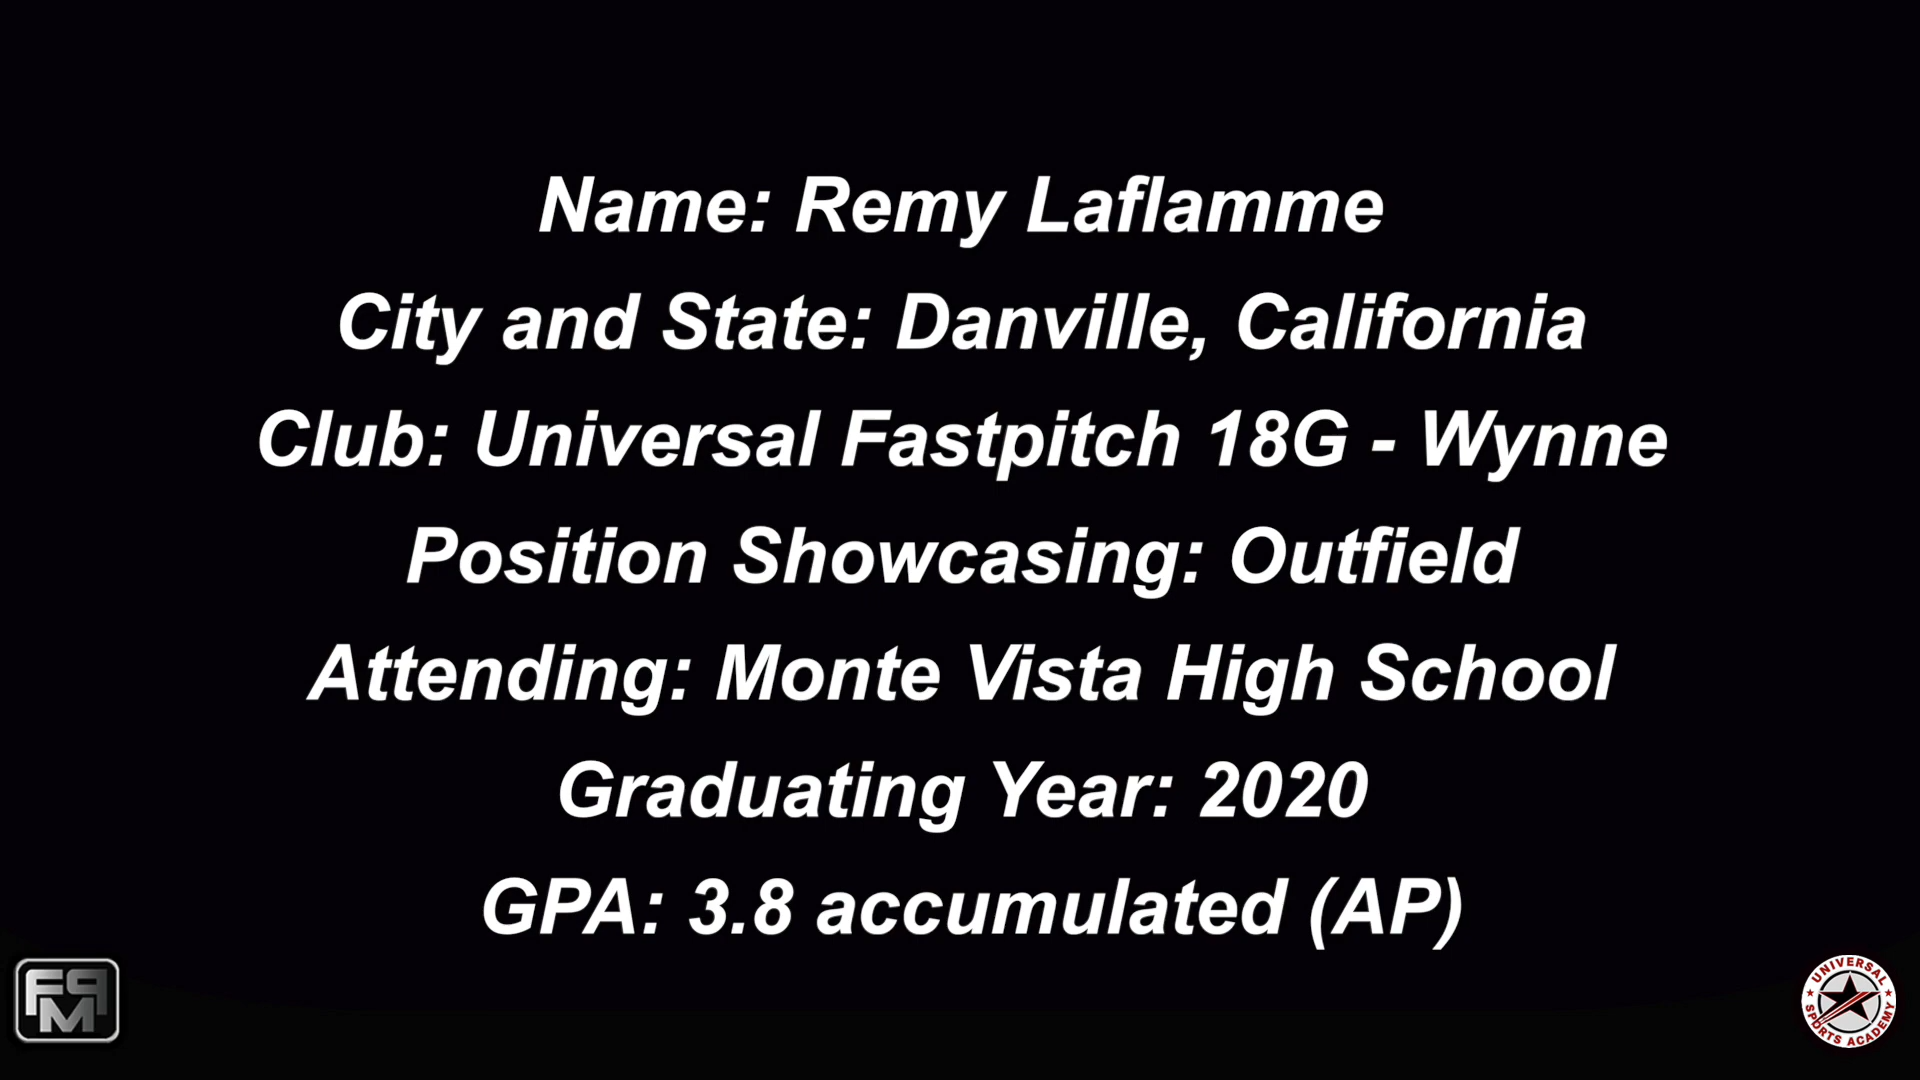 Name: Remy Laflamme
City and State: Danville, California
Club: Universal Fastpitch 18G - Wynne
Position Showcasing: Outfield
Attending: Monte Vista High School
Graduating Year: 2020
GPA: 3.8 accumulated (AP)
FPM
UNIVERSAL
SPORTS ACADEMY